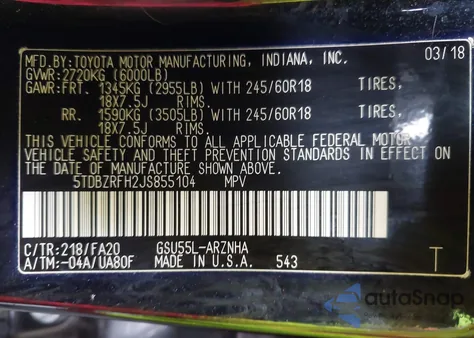 MFD.BY:TOYOTA MOTOR MANUFACTURING, INDIANA, INC. 03/18
GVWR:2720KG (6000LB)
GAWR:FRT. 1345KG (2955LB) WITH 245/60R18 TIRES,
18X7.5J RIMS.
RR. 1590KG (3505LB) WITH 245/60R18 TIRES,
18X7.5J RIMS.
THIS VEHICLE CONFORMS TO ALL APPLICABLE FEDERAL MOTOR
VEHICLE SAFETY AND THEFT PREVENTION STANDARDS IN EFFECT ON
THE DATE OF MANUFACTURE SHOWN ABOVE.
5TDBZRFH2JS855104 MPV
C/TR:218/FA20 GSU55L-ARZNHA
A/TM:-04A/UA80F MADE IN U.S.A. 543 T
autoSnap